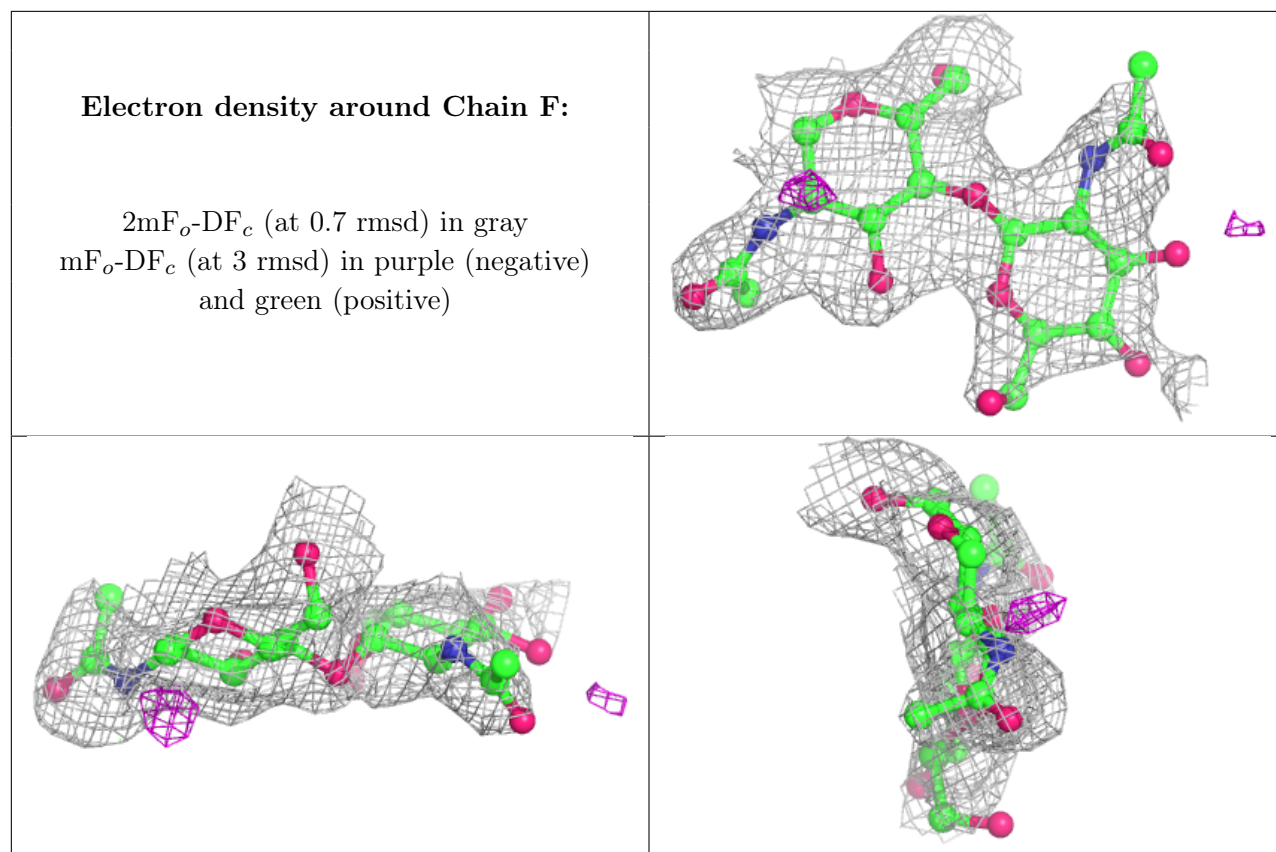 Electron density around Chain F:
2mFₒ-DF𝑐 (at 0.7 rmsd) in gray
mFₒ-DF𝑐 (at 3 rmsd) in purple (negative)
and green (positive)